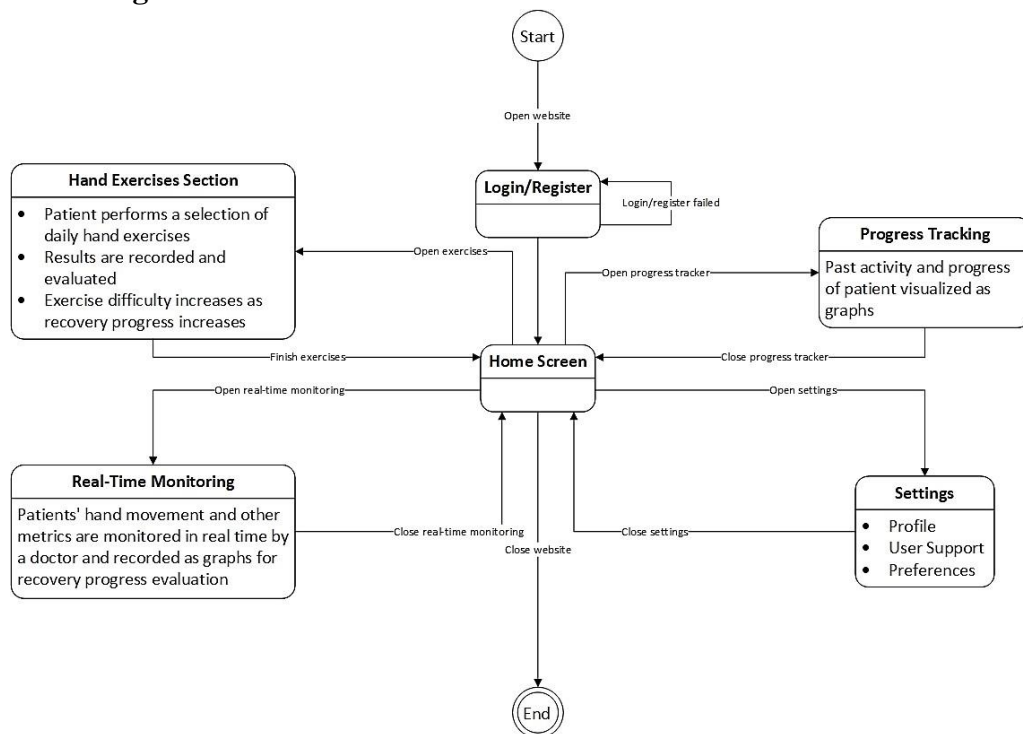 Start
Open website
Login/Register
Login/register failed
Hand Exercises Section
• Patient performs a selection of
daily hand exercises
• Results are recorded and
evaluated
• Exercise difficulty increases as
recovery progress increases
Open exercises
Open progress tracker
Progress Tracking
Past activity and progress
of patient visualized as
graphs
Finish exercises
Home Screen
Close progress tracker
Open real-time monitoring
Open settings
Real-Time Monitoring
Patients' hand movement and other
metrics are monitored in real time by
a doctor and recorded as graphs for
recovery progress evaluation
Close real-time monitoring
Close website
Close settings
Settings
• Profile
• User Support
• Preferences
End